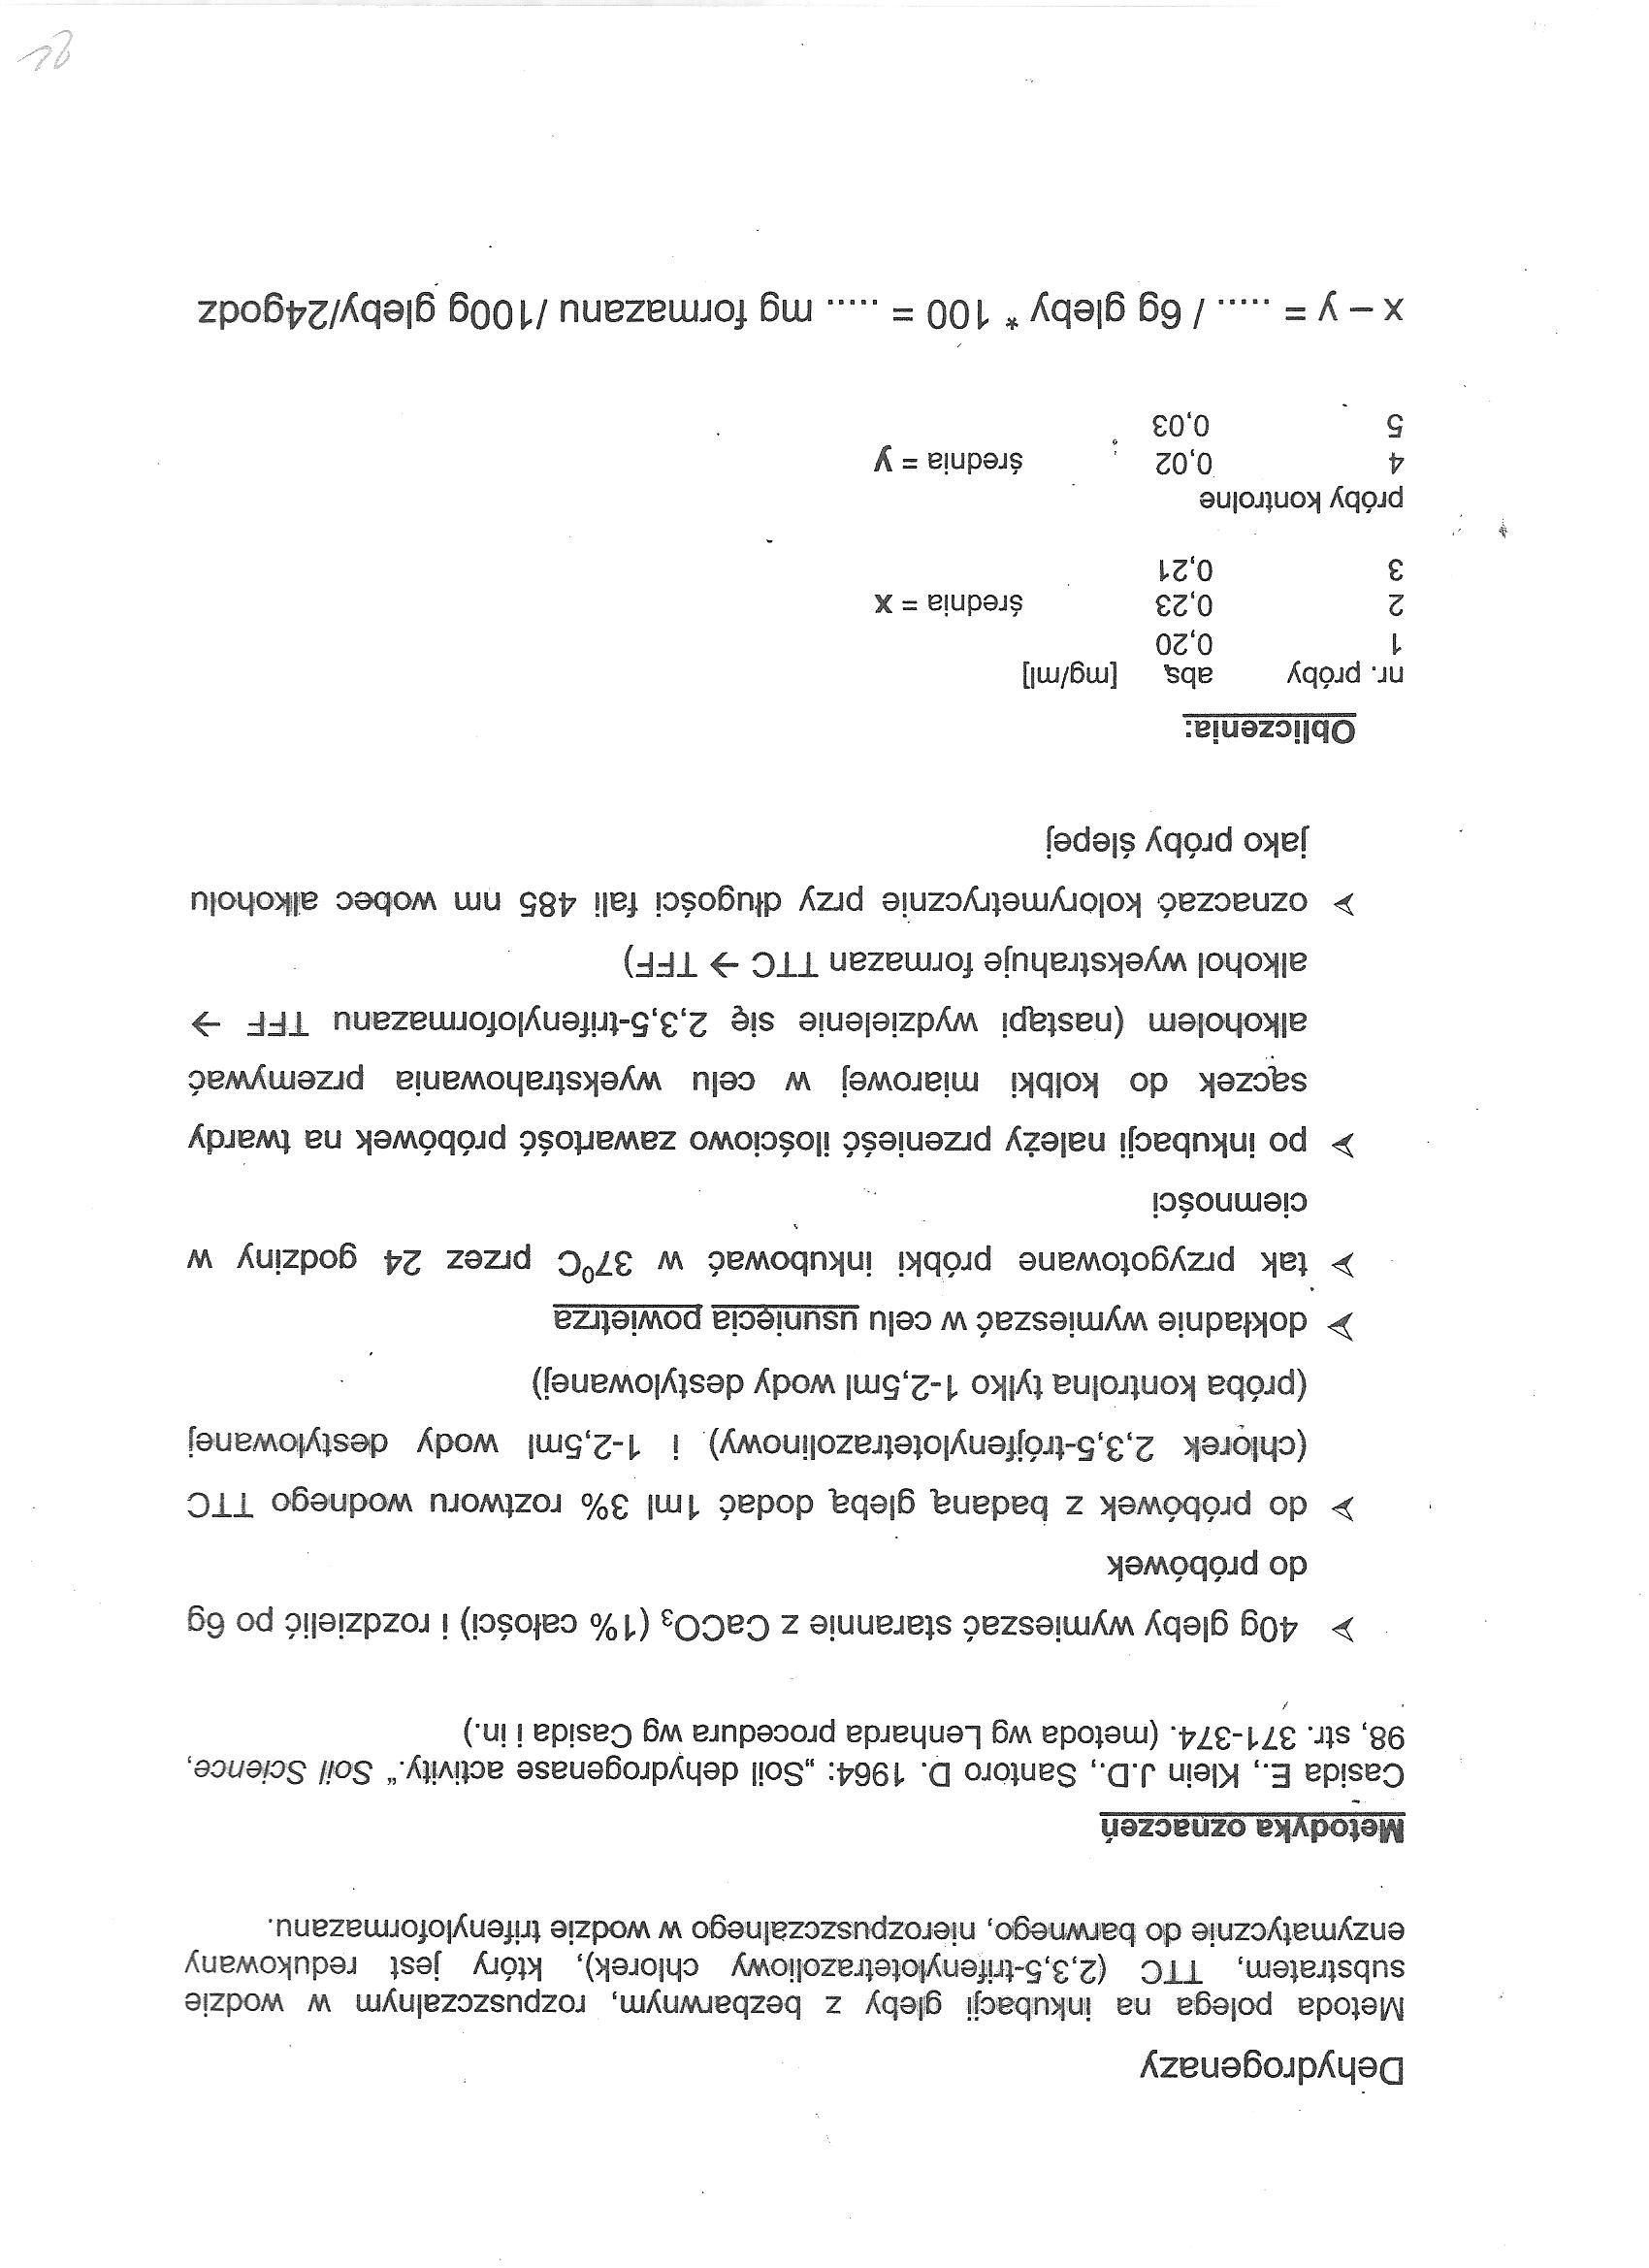 Dehydrogenazy
Metoda polega na inkubacji gleby z bezbarwnym, rozpuszczalnym w wodzie
substratem, TTC (2,3,5-trifenylotetrazoliowy chlorek), który jest redukowany
enzymatycznie do barwnego, nierozpuszczalnego w wodzie trifenyloformazanu.
Metodyka oznaczeń
Casida E., Klein J.D., Santoro D. 1964: „Soil dehydrogenase activity.” Soil Science,
98, str. 371-374. (metoda wg Lenharda procedura wg Casida i in.)
➢ 40g gleby wymieszać starannie z CaCO₃ (1% całości) i rozdzielić po 6g
do próbówek
➢ do próbówek z badaną glebą dodać 1ml 3% roztworu wodnego TTC
(chlorek 2,3,5-trójfenylotetrazolinowy) i 1-2,5ml wody destylowanej
(próba kontrolna tylko 1-2,5ml wody destylowanej)
➢ dokładnie wymieszać w celu usunięcia powietrza
➢ tak przygotowane próbki inkubować w 37⁰C przez 24 godziny w
ciemności
➢ po inkubacji należy przenieść ilościowo zawartość próbówek na twardy
sączek do kolbki miarowej w celu wyekstrahowania przemywać
alkoholem (nastąpi wydzielenie się 2,3,5-trifenyloformazanu TFF →
alkohol wyekstrahuje formazan TTC → TFF)
➢ oznaczać kolorymetrycznie przy długości fali 485 nm wobec alkoholu
jako próby ślepej
Obliczenia:
nr. próby abs. [mg/ml]
1 0,20
2 0,23 średnia = x
3 0,21
próby kontrolne
4 0,02 średnia = y
5 0,03
x – y = ...... / 6g gleby * 100 = ...... mg formazanu /100g gleby/24godz